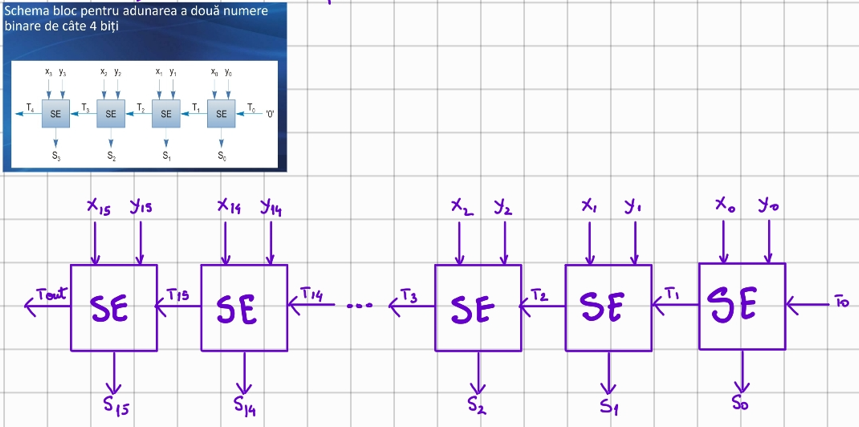 Schema bloc pentru adunarea a două numere
binare de câte 4 biți
x₃ y₃ x₂ y₂ x₁ y₁ x₀ y₀
T₄ SE T₃ SE T₂ SE T₁ SE T₀ '0'
S₃ S₂ S₁ S₀
x₁₅ y₁₅ x₁₄ y₁₄ x₂ y₂ x₁ y₁ x₀ y₀
Tout SE T₁₅ SE T₁₄ ... T₃ SE T₂ SE T₁ SE T₀
S₁₅ S₁₄ S₂ S₁ S₀